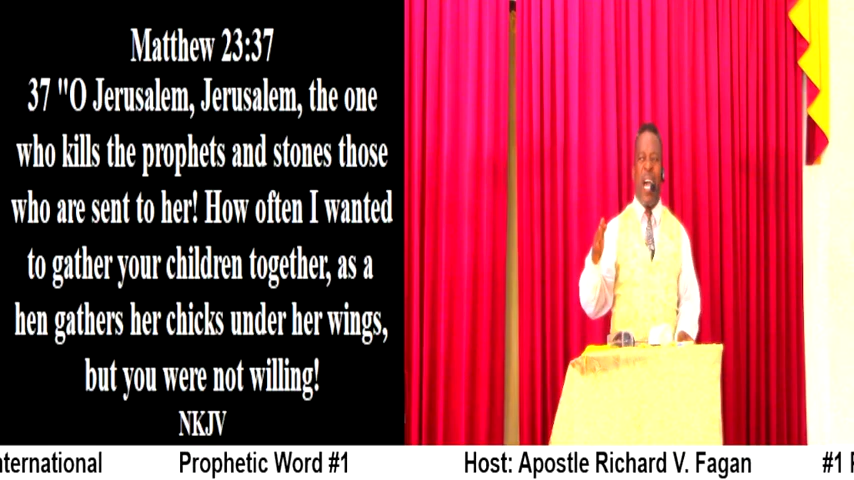 Matthew 23:37
37 "O Jerusalem, Jerusalem, the one
who kills the prophets and stones those
who are sent to her! How often I wanted
to gather your children together, as a
hen gathers her chicks under her wings,
but you were not willing!
NKJV
nternational Prophetic Word #1 Host: Apostle Richard V. Fagan #1